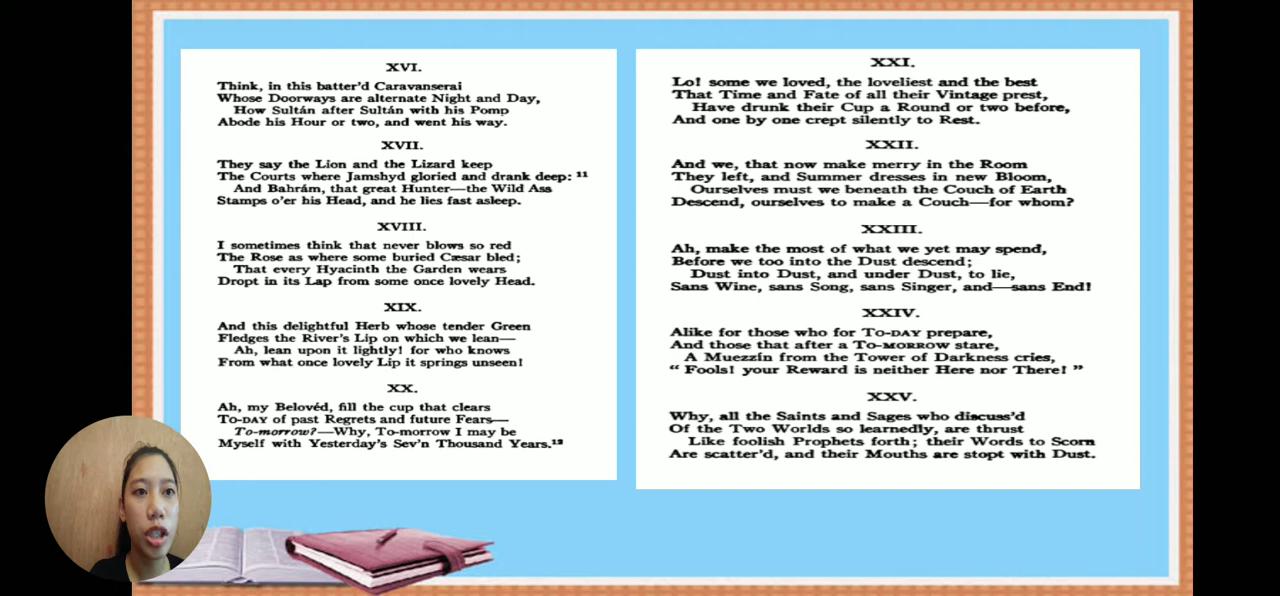 XVI.
Think, in this batter'd Caravanserai
Whose Doorways are alternate Night and Day,
How Sultán after Sultán with his Pomp
Abode his Hour or two, and went his way.
XVII.
They say the Lion and the Lizard keep
The Courts where Jamshyd gloried and drank deep: 11
And Bahrám, that great Hunter—the Wild Ass
Stamps o'er his Head, and he lies fast asleep.
XVIII.
I sometimes think that never blows so red
The Rose as where some buried Cæsar bled;
That every Hyacinth the Garden wears
Dropt in its Lap from some once lovely Head.
XIX.
And this delightful Herb whose tender Green
Fledges the River's Lip on which we lean—
Ah, lean upon it lightly! for who knows
From what once lovely Lip it springs unseen!
XX.
Ah, my Belovéd, fill the cup that clears
TO-DAY of past Regrets and future Fears—
To-morrow?—Why, To-morrow I may be
Myself with Yesterday's Sev'n Thousand Years.12
XXI.
Lo! some we loved, the loveliest and the best
That Time and Fate of all their Vintage prest,
Have drunk their Cup a Round or two before,
And one by one crept silently to Rest.
XXII.
And we, that now make merry in the Room
They left, and Summer dresses in new Bloom,
Ourselves must we beneath the Couch of Earth
Descend, ourselves to make a Couch—for whom?
XXIII.
Ah, make the most of what we yet may spend,
Before we too into the Dust descend;
Dust into Dust, and under Dust, to lie,
Sans Wine, sans Song, sans Singer, and—sans End!
XXIV.
Alike for those who for TO-DAY prepare,
And those that after a TO-MORROW stare,
A Muezzín from the Tower of Darkness cries,
"Fools! your Reward is neither Here nor There!"
XXV.
Why, all the Saints and Sages who discuss'd
Of the Two Worlds so learnedly, are thrust
Like foolish Prophets forth; their Words to Scorn
Are scatter'd, and their Mouths are stopt with Dust.